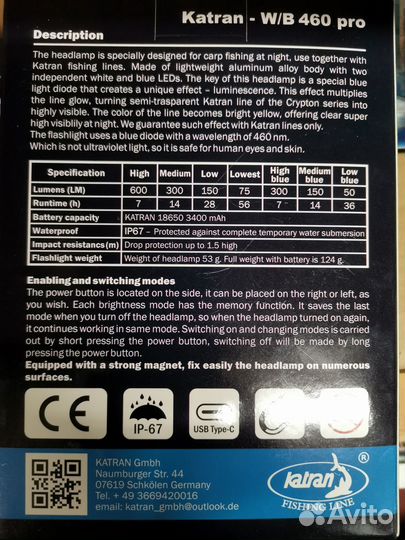 Katran - W/B 460 pro
Description
The headlamp is specially designed for carp fishing at night, use together with
Katran fishing lines. Made of lightweight aluminum alloy body with two
independent white and blue LEDs. The key of this headlamp is a special blue
light diode that creates a unique effect – luminescence. This effect multiplies
the line glow, turning semi-trasparent Katran line of the Crypton series into
highly visible. The color of the line becomes bright yellow, offering clear super
high visiblily at night. We guarantee such effect with Katran lines only.
The flashlight uses a blue diode with a wavelength of 460 nm.
Which is not ultraviolet light, so it is safe for human eyes and skin.
Specification High Medium Low Lowest High blue Medium blue Low blue
Lumens (LM) 600 300 150 75 300 150 50
Runtime (h) 7 14 28 56 7 14 36
Battery capacity KATRAN 18650 3400 mAh
Waterproof IP67 - Protected against complete temporary water submersion
Impact resistancs(m) Drop protection up to 1.5 high
Flashlight weight Weight of headlamp 53 g. Full weight with battery is 124 g.
Enabling and switching modes
The power button is located on the side, it can be placed on the right or left, as
you wish. Each brightness mode has the memory function. It saves the last
mode when you turn off the headlamp, so when the headlamp turned on again,
it continues working in same mode. Switching on and changing modes is carried
out by short pressing the power button, switching off will be made by long
pressing the power button.
Equipped with a strong magnet, fix easily the headlamp on numerous
surfaces.
CE
IP-67
USB Type-C
KATRAN Gmbh
Naumburger Str. 44
07619 Schkölen Germany
Tel. + 49 3669420016
email: katran_gmbh@outlook.de
katran
®
FISHING LINE
Avito